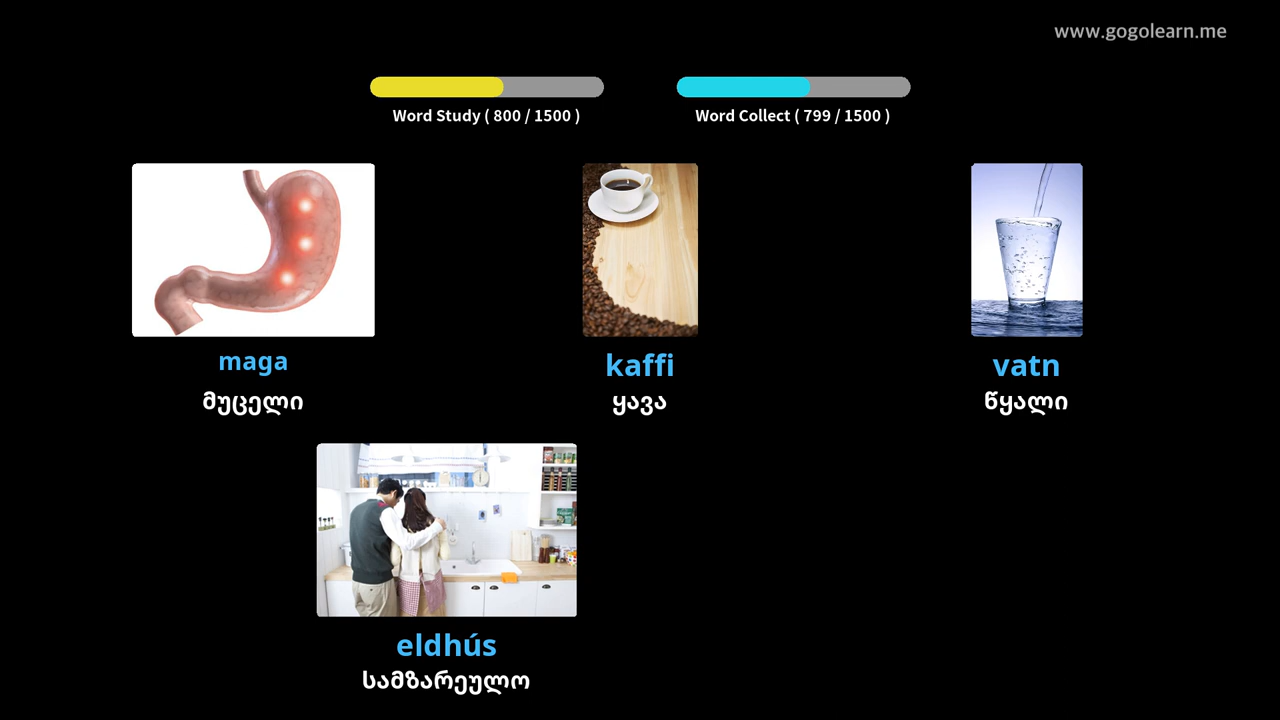 www.gogolearn.me
Word Study ( 800 / 1500 )
Word Collect ( 799 / 1500 )
maga
მუცელი
kaffi
ყავა
vatn
წყალი
eldhús
სამზარეულო